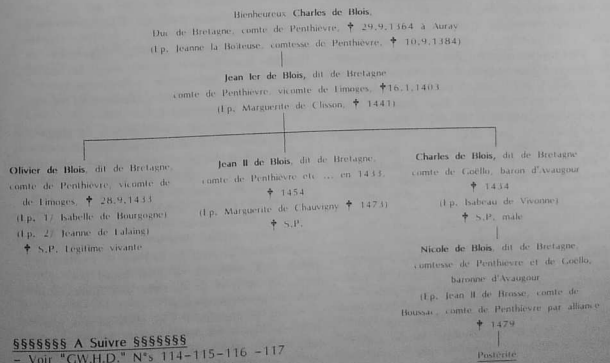 Bienheureux Charles de Blois,
Duc de Bretagne, comte de Penthièvre, ✝ 29.9.1364 à Auray
(Ep. Jeanne la Boiteuse, comtesse de Penthièvre, ✝ 10.9.1384)
Jean Ier de Blois, dit de Bretagne
comte de Penthièvre, vicomte de Limoges, ✝16.1.1403
(Ep. Marguerite de Clisson, ✝ 1441)
Olivier de Blois, dit de Bretagne,
comte de Penthièvre, vicomte de
de Limoges, ✝ 28.9.1433
(Ep. 1/ Isabelle de Bourgogne)
(Ep. 2/ Jeanne de Lalaing)
✝ S.P. Légitime vivante
Jean II de Blois, dit de Bretagne,
comte de Penthièvre etc ... en 1433,
✝ 1454
(Ep. Marguerite de Chauvigny ✝ 1473)
✝ S.P.
Charles de Blois, dit de Bretagne
comte de Goëllo, baron d'Avaugour
✝ 1434
(Ep. Isabeau de Vivonne)
✝ S.P. mâle
Nicole de Blois, dit de Bretagne,
comtesse de Penthièvre et de Goëllo,
baronne d'Avaugour
(Ep. Jean II de Brosse, comte de
Boussac, comte de Penthièvre par alliance
✝ 1479
Postérité
§§§§§§§ A Suivre §§§§§§§
- Voir "GW.H.D." N°s 114-115-116 -117